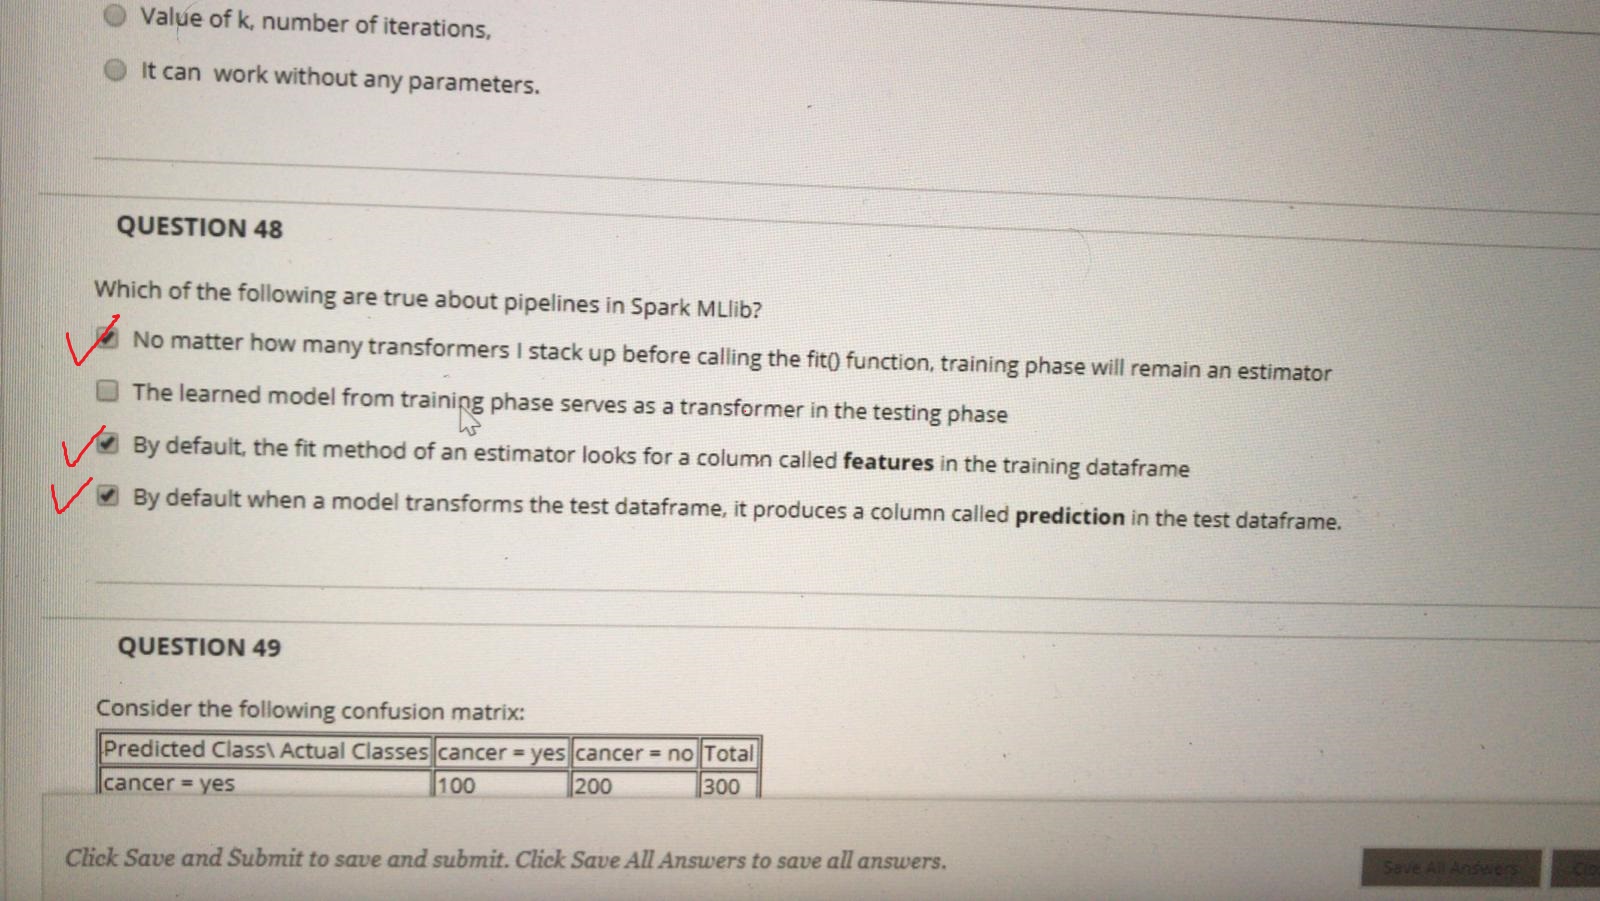 Value of k, number of iterations,
It can work without any parameters.
QUESTION 48
Which of the following are true about pipelines in Spark MLlib?
No matter how many transformers I stack up before calling the fit() function, training phase will remain an estimator
The learned model from training phase serves as a transformer in the testing phase
By default, the fit method of an estimator looks for a column called features in the training dataframe
By default when a model transforms the test dataframe, it produces a column called prediction in the test dataframe.
QUESTION 49
Consider the following confusion matrix:
Predicted Class\ Actual Classes cancer = yes cancer = no Total
cancer = yes 100 200 300
Click Save and Submit to save and submit. Click Save All Answers to save all answers.
Save All Answers